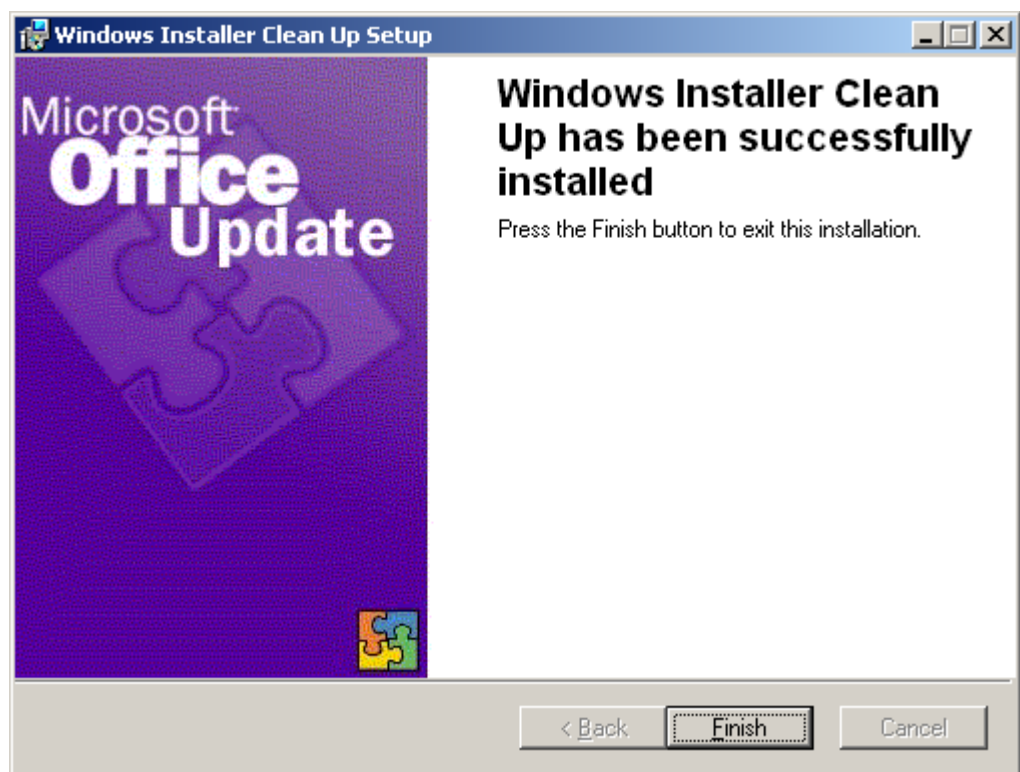 Windows Installer Clean Up Setup
Microsoft
Office
Update
Windows Installer Clean
Up has been successfully
installed
Press the Finish button to exit this installation.
< Back
Finish
Cancel